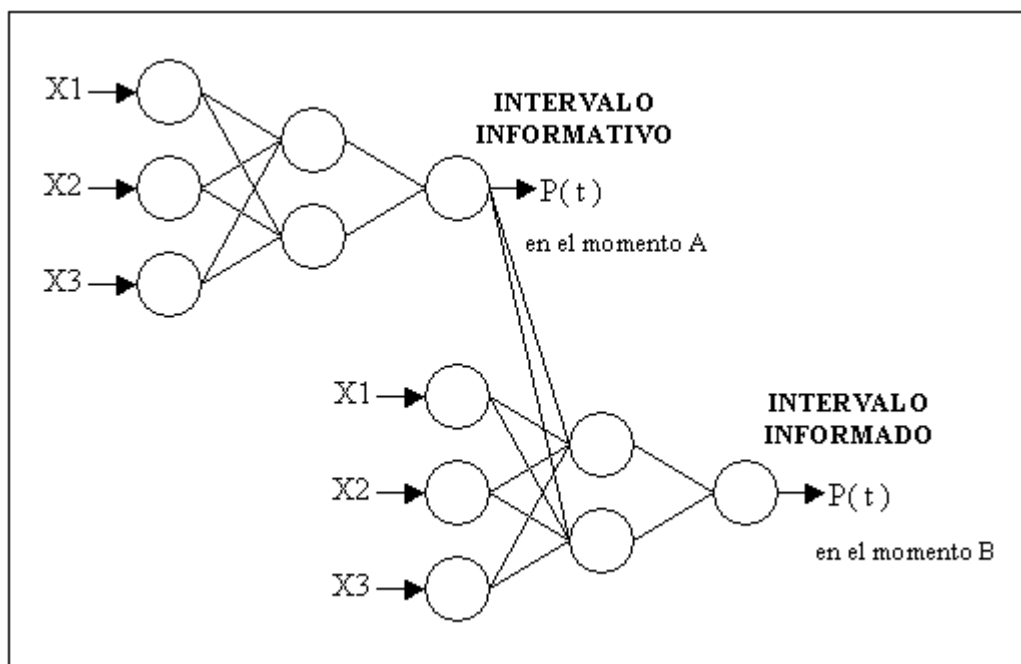 X1
X2
X3
INTERVALO
INFORMATIVO
P(t)
en el momento A
X1
X2
X3
INTERVALO
INFORMADO
P(t)
en el momento B